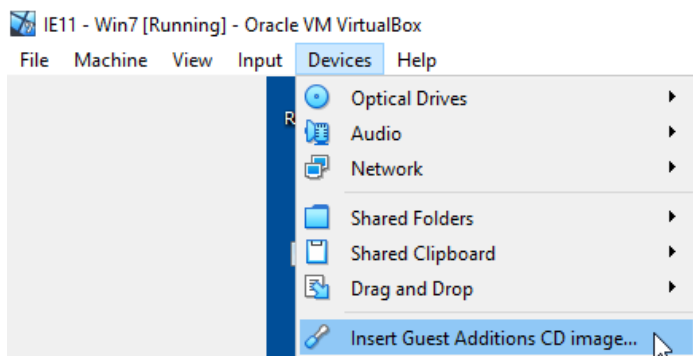 IE11 - Win7 [Running] - Oracle VM VirtualBox
File Machine View Input Devices Help
Optical Drives
R
Audio
Network
Shared Folders
Shared Clipboard
Drag and Drop
Insert Guest Additions CD image...